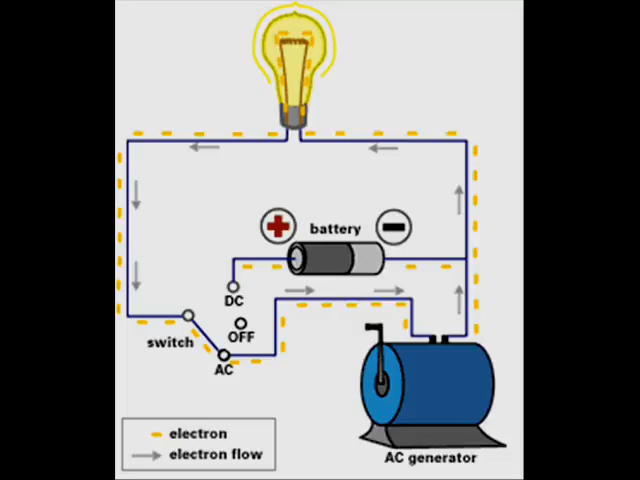 battery
DC
OFF
switch
AC
electron
electron flow
AC generator